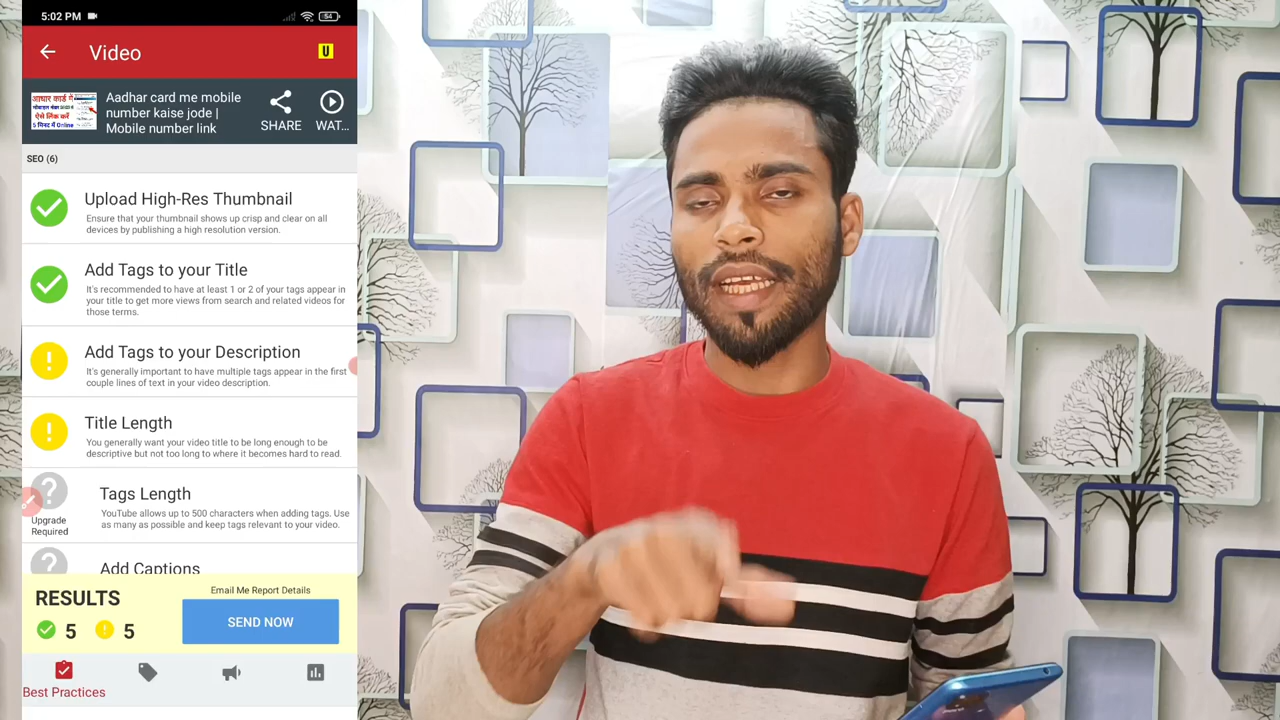 5:02 PM
54
Video
U
आधार कार्ड में
ऐसे लिंक करें
Aadhar card me mobile
number kaise jode |
Mobile number link
SHARE
WAT...
SEO (6)
Upload High-Res Thumbnail
Ensure that your thumbnail shows up crisp and clear on all
devices by publishing a high resolution version.
Add Tags to your Title
It's recommended to have at least 1 or 2 of your tags appear in
your title to get more views from search and related videos for
those terms.
Add Tags to your Description
It's generally important to have multiple tags appear in the first
couple lines of text in your video description.
Title Length
You generally want your video title to be long enough to be
descriptive but not too long to where it becomes hard to read.
Upgrade
Required
Tags Length
YouTube allows up to 500 characters when adding tags. Use
as many as possible and keep tags relevant to your video.
Add Captions
RESULTS
5
5
Email Me Report Details
SEND NOW
Best Practices